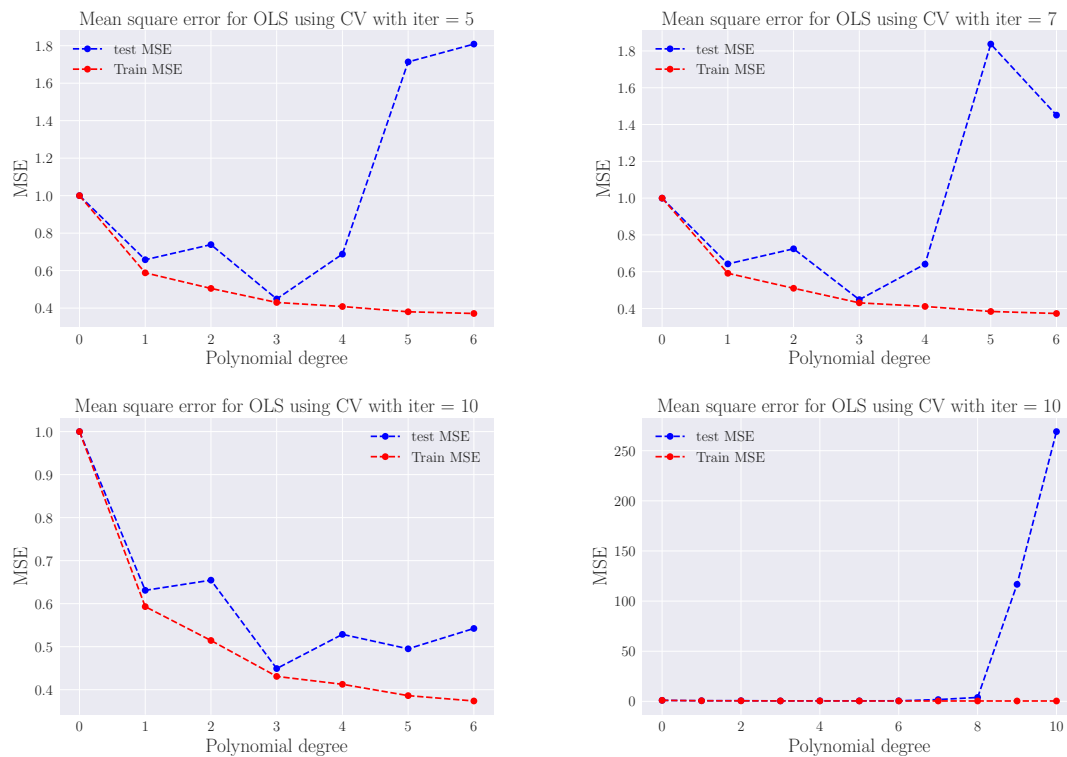 Mean square error for OLS using CV with iter = 5
1.8
1.6
1.4
1.2
1.0
0.8
0.6
0.4
MSE
test MSE
Train MSE
0 1 2 3 4 5 6
Polynomial degree
Mean square error for OLS using CV with iter = 7
1.8
1.6
1.4
1.2
1.0
0.8
0.6
0.4
MSE
test MSE
Train MSE
0 1 2 3 4 5 6
Polynomial degree
Mean square error for OLS using CV with iter = 10
1.0
0.9
0.8
0.7
0.6
0.5
0.4
MSE
test MSE
Train MSE
0 1 2 3 4 5 6
Polynomial degree
Mean square error for OLS using CV with iter = 10
250
200
150
100
50
0
MSE
test MSE
Train MSE
0 2 4 6 8 10
Polynomial degree